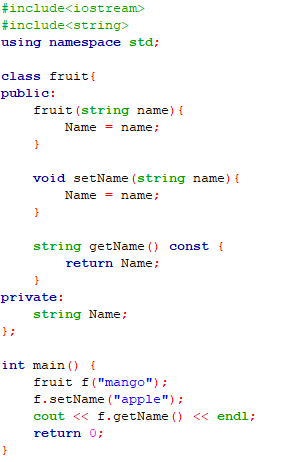 #include<iostream>
#include<string>
using namespace std;

class fruit{
public:
    fruit(string name){
        Name = name;
    }

    void setName(string name){
        Name = name;
    }

    string getName() const {
        return Name;
    }
private:
    string Name;
};

int main() {
    fruit f("mango");
    f.setName("apple");
    cout << f.getName() << endl;
    return 0;
}